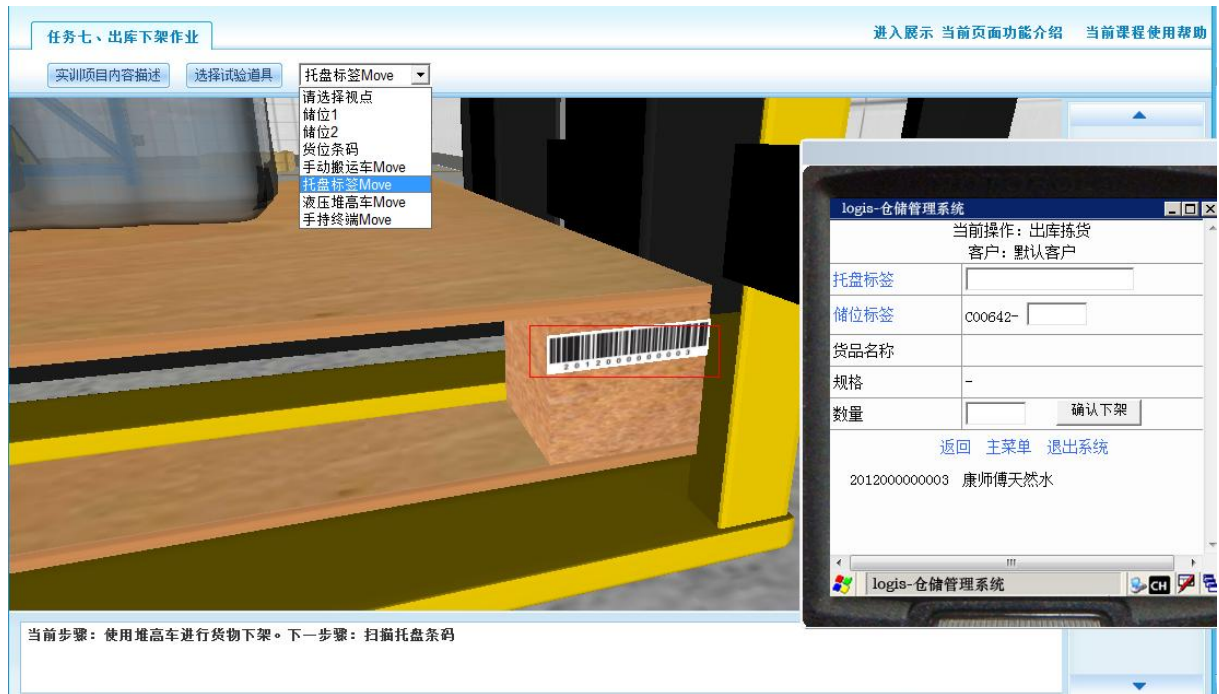 任务七、出库下架作业
进入展示 当前页面功能介绍 当前课程使用帮助
实训项目内容描述 选择试验道具 托盘标签Move
请选择视点
储位1
储位2
货位条码
手动搬运车Move
托盘标签Move
液压堆高车Move
手持终端Move
2012000000003
logis-仓储管理系统
当前操作：出库拣货
客户：默认客户
托盘标签
储位标签 C00642-
货品名称
规格 -
数量 确认下架
返回 主菜单 退出系统
2012000000003 康师傅天然水
logis-仓储管理系统 CH
当前步骤：使用堆高车进行货物下架。下一步骤：扫描托盘条码